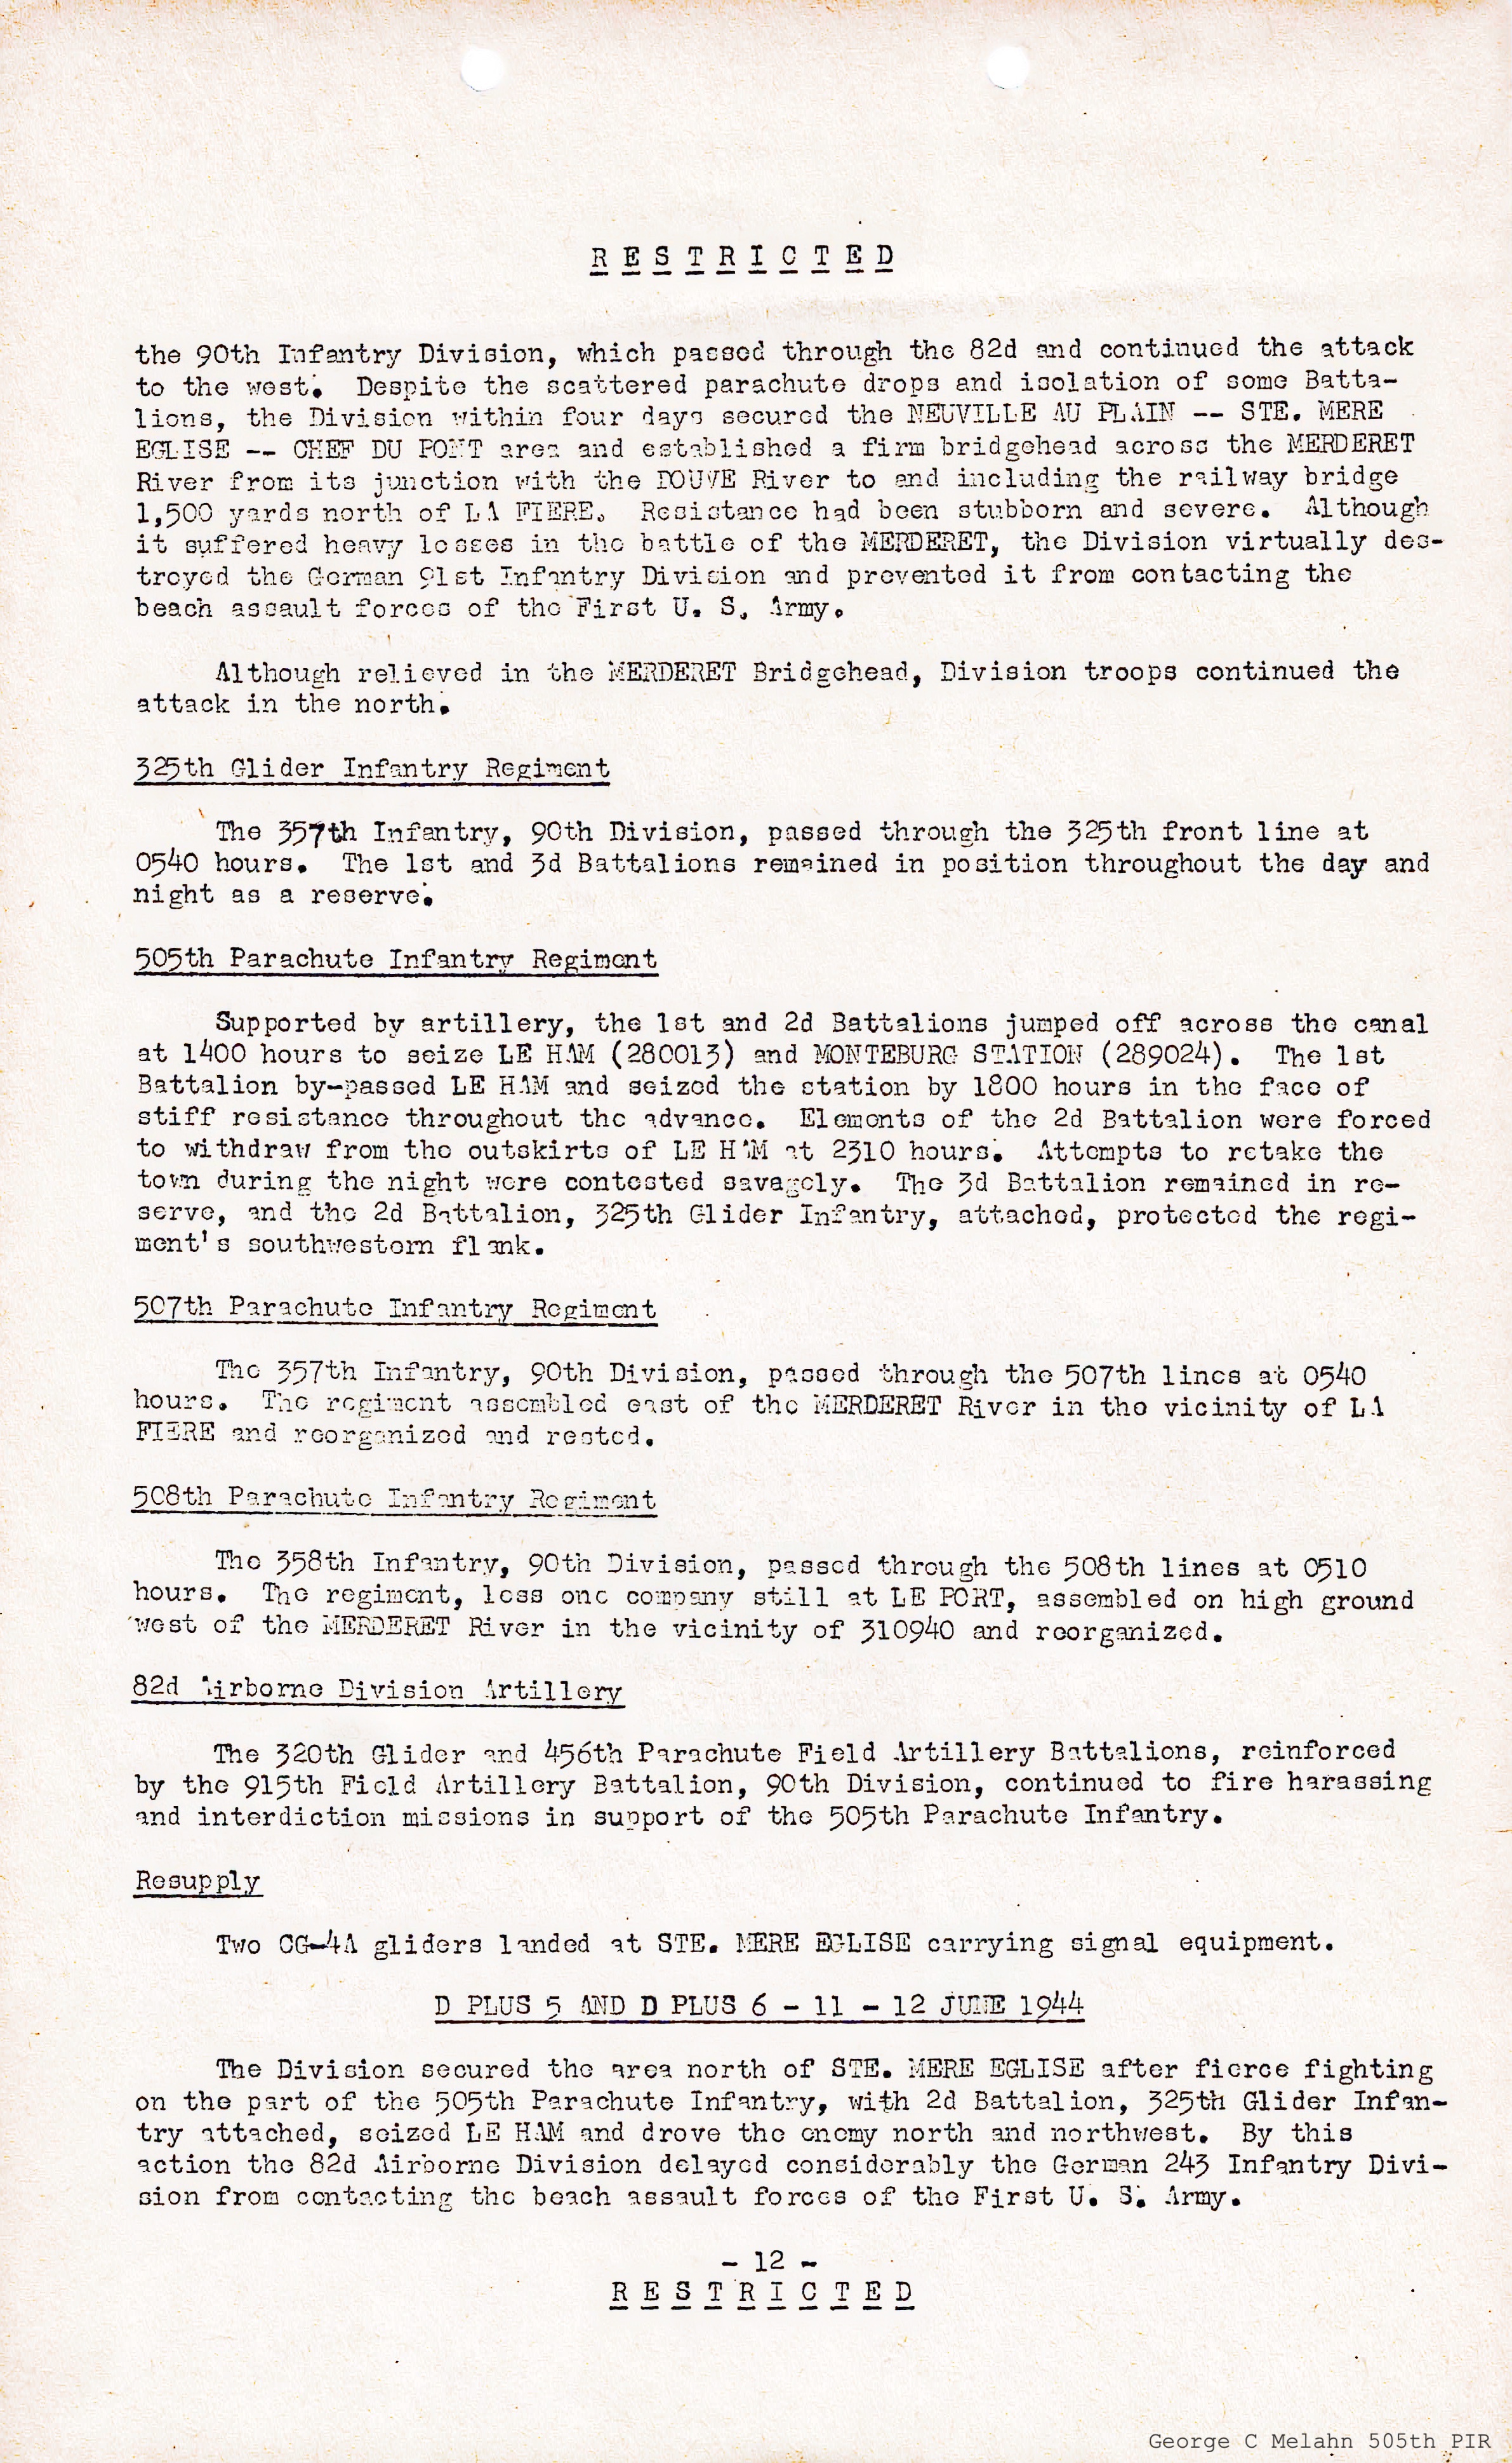 R E S T R I C T E D
the 90th Infantry Division, which passed through the 82d and continued the attack
to the west. Despite the scattered parachute drops and isolation of some Batta-
lions, the Division within four days secured the NEUVILLE AU PLAIN -- STE. MERE
EGLISE -- CHEF DU PONT area and established a firm bridgehead across the MERDERET
River from its junction with the DOUVE River to and including the railway bridge
1,500 yards north of LA FIERE. Resistance had been stubborn and severe. Although
it suffered heavy losses in the battle of the MERDERET, the Division virtually des-
troyed the German 91st Infantry Division and prevented it from contacting the
beach assault forces of the First U. S. Army.
Although relieved in the MERDERET Bridgehead, Division troops continued the
attack in the north.
325th Glider Infantry Regiment
The 357th Infantry, 90th Division, passed through the 325th front line at
0540 hours. The 1st and 3d Battalions remained in position throughout the day and
night as a reserve.
505th Parachute Infantry Regiment
Supported by artillery, the 1st and 2d Battalions jumped off across the canal
at 1400 hours to seize LE HAM (280013) and MONTEBURG STATION (289024). The 1st
Battalion by-passed LE HAM and seized the station by 1800 hours in the face of
stiff resistance throughout the advance. Elements of the 2d Battalion were forced
to withdraw from the outskirts of LE HAM at 2310 hours. Attempts to retake the
town during the night were contested savagely. The 3d Battalion remained in re-
serve, and the 2d Battalion, 325th Glider Infantry, attached, protected the regi-
ment's southwestern flank.
507th Parachute Infantry Regiment
The 357th Infantry, 90th Division, passed through the 507th lines at 0540
hours. The regiment assembled east of the MERDERET River in the vicinity of LA
FIERE and reorganized and rested.
508th Parachute Infantry Regiment
The 358th Infantry, 90th Division, passed through the 508th lines at 0510
hours. The regiment, less one company still at LE PORT, assembled on high ground
west of the MERDERET River in the vicinity of 310940 and reorganized.
82d Airborne Division Artillery
The 320th Glider and 456th Parachute Field Artillery Battalions, reinforced
by the 915th Field Artillery Battalion, 90th Division, continued to fire harassing
and interdiction missions in support of the 505th Parachute Infantry.
Resupply
Two CG-4A gliders landed at STE. MERE EGLISE carrying signal equipment.
D PLUS 5 AND D PLUS 6 - 11 - 12 JUNE 1944
The Division secured the area north of STE. MERE EGLISE after fierce fighting
on the part of the 505th Parachute Infantry, with 2d Battalion, 325th Glider Infan-
try attached, seized LE HAM and drove the enemy north and northwest. By this
action the 82d Airborne Division delayed considerably the German 243 Infantry Divi-
sion from contacting the beach assault forces of the First U. S. Army.
- 12 -
R E S T R I C T E D
George C Melahn 505th PIR